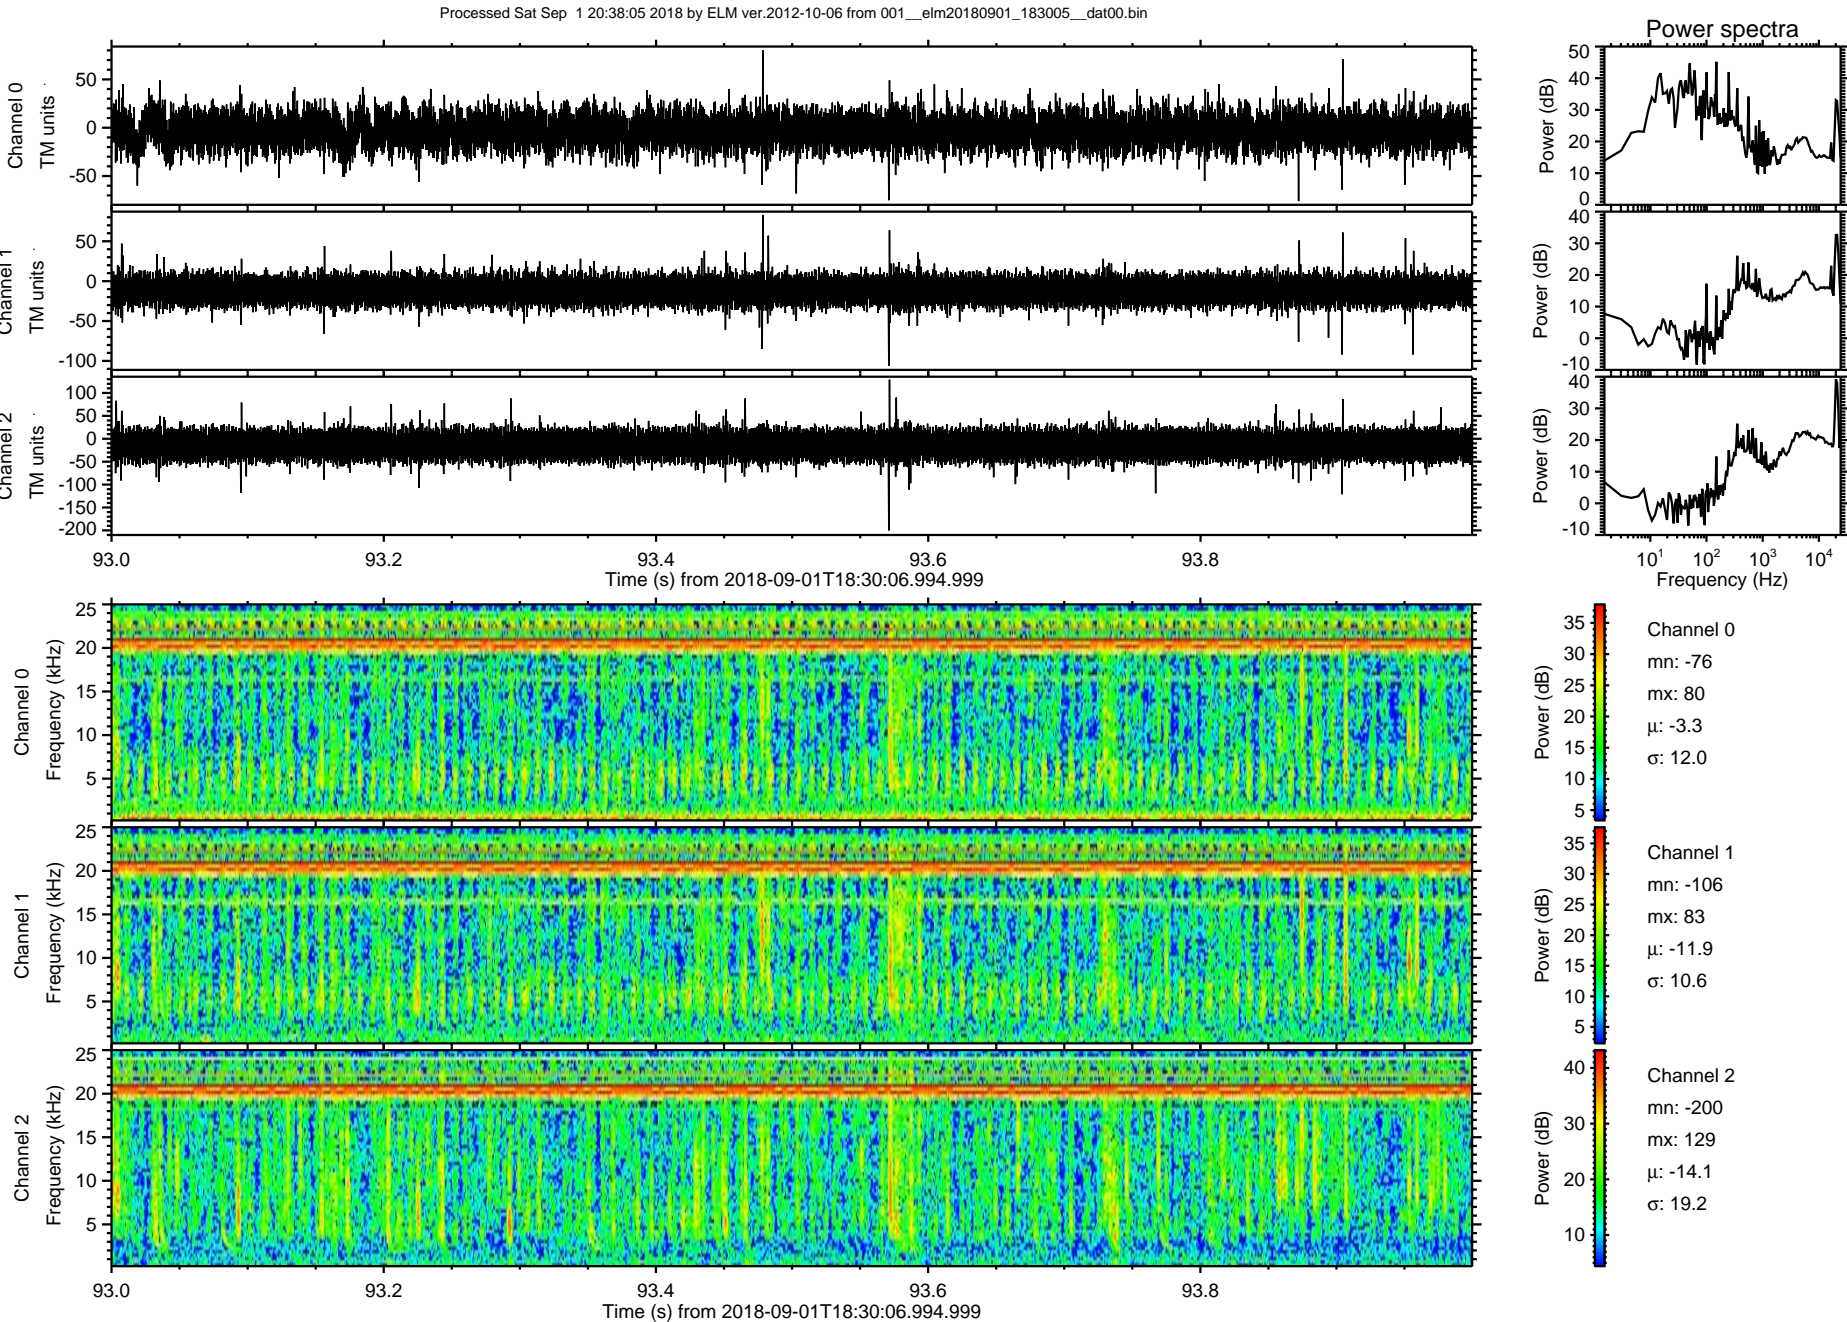 Processed Sat Sep  1 20:38:05 2018 by ELM ver.2012-10-06 from 001__elm20180901_183005__dat00.bin
Power spectra
Channel 0
TM units
50
0
-50
Power (dB)
50
40
30
20
10
0
Channel 1
TM units
50
0
-50
-100
Power (dB)
40
30
20
10
0
-10
Channel 2
TM units
100
50
0
-50
-100
-150
-200
Power (dB)
40
30
20
10
0
-10
93.0 93.2 93.4 93.6 93.8
Time (s) from 2018-09-01T18:30:06.994.999
10¹ 10² 10³ 10⁴
Frequency (Hz)
Channel 0
Frequency (kHz)
25
20
15
10
5
Power (dB)
35
30
25
20
15
10
5
Channel 0
mn: -76
mx: 80
μ: -3.3
σ: 12.0
Channel 1
Frequency (kHz)
25
20
15
10
5
Power (dB)
35
30
25
20
15
10
5
Channel 1
mn: -106
mx: 83
μ: -11.9
σ: 10.6
Channel 2
Frequency (kHz)
25
20
15
10
5
Power (dB)
40
30
20
10
Channel 2
mn: -200
mx: 129
μ: -14.1
σ: 19.2
93.0 93.2 93.4 93.6 93.8
Time (s) from 2018-09-01T18:30:06.994.999